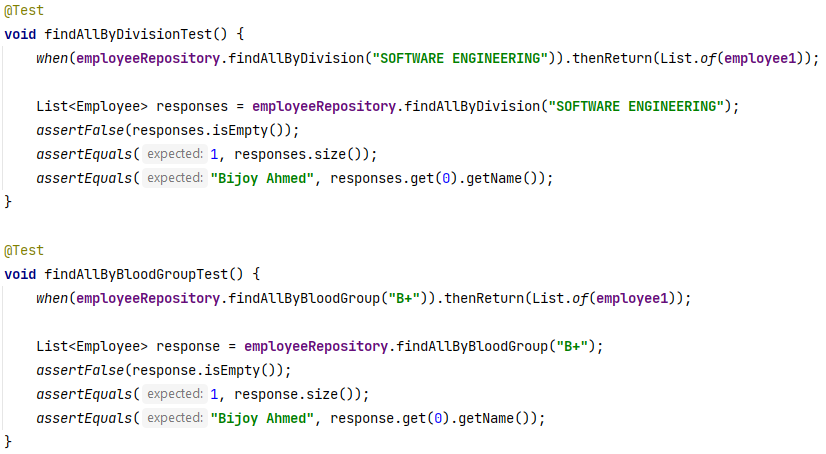 @Test
void findAllByDivisionTest() {
    when(employeeRepository.findAllByDivision("SOFTWARE ENGINEERING")).thenReturn(List.of(employee1));

    List<Employee> responses = employeeRepository.findAllByDivision("SOFTWARE ENGINEERING");
    assertFalse(responses.isEmpty());
    assertEquals( expected: 1, responses.size());
    assertEquals( expected: "Bijoy Ahmed", responses.get(0).getName());
}

@Test
void findAllByBloodGroupTest() {
    when(employeeRepository.findAllByBloodGroup("B+")).thenReturn(List.of(employee1));

    List<Employee> response = employeeRepository.findAllByBloodGroup("B+");
    assertFalse(response.isEmpty());
    assertEquals( expected: 1, response.size());
    assertEquals( expected: "Bijoy Ahmed", response.get(0).getName());
}